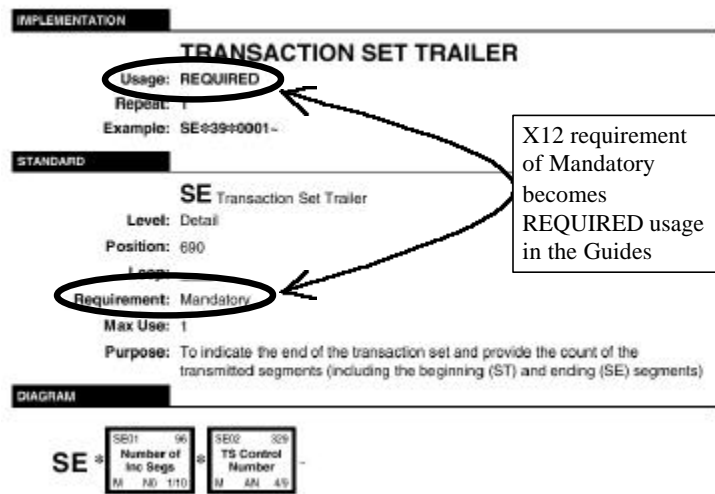 IMPLEMENTATION
TRANSACTION SET TRAILER
Usage: REQUIRED
Repeat: 1
Example: SE*39*0001~
X12 requirement
of Mandatory
becomes
REQUIRED usage
in the Guides
STANDARD
SE Transaction Set Trailer
Level: Detail
Position: 690
Loop:
Requirement: Mandatory
Max Use: 1
Purpose: To indicate the end of the transaction set and provide the count of the
transmitted segments (including the beginning (ST) and ending (SE) segments)
DIAGRAM
SE * SE01 96 * SE02 329 ~
Number of TS Control
Inc Segs Number
M N0 1/10 M AN 4/9